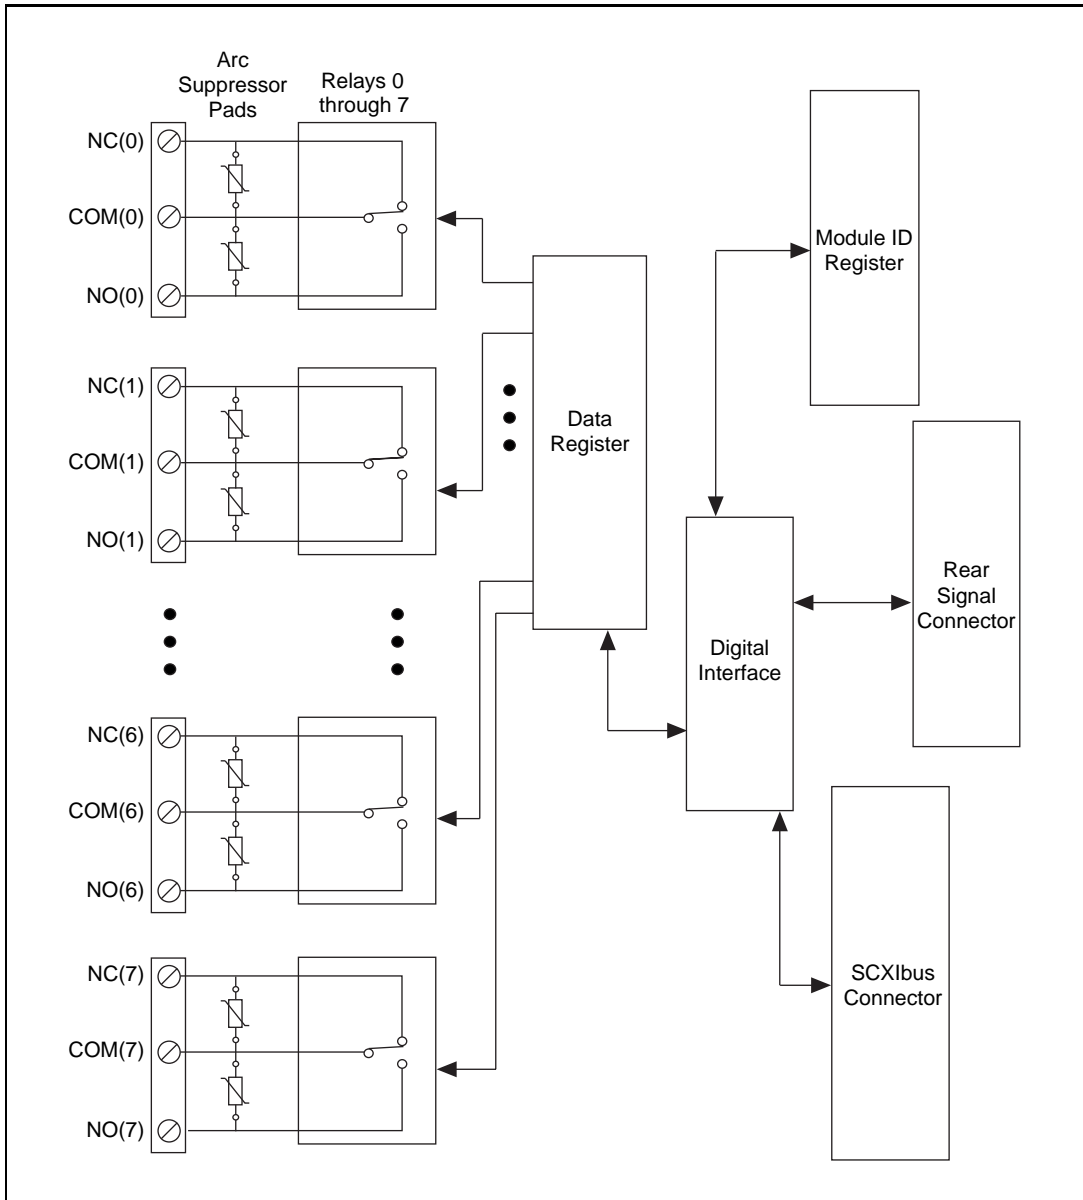 Arc
Suppressor
Pads
Relays 0
through 7
NC(0)
COM(0)
NO(0)
NC(1)
COM(1)
NO(1)
NC(6)
COM(6)
NO(6)
NC(7)
COM(7)
NO(7)
Data
Register
Module ID
Register
Digital
Interface
Rear
Signal
Connector
SCXIbus
Connector